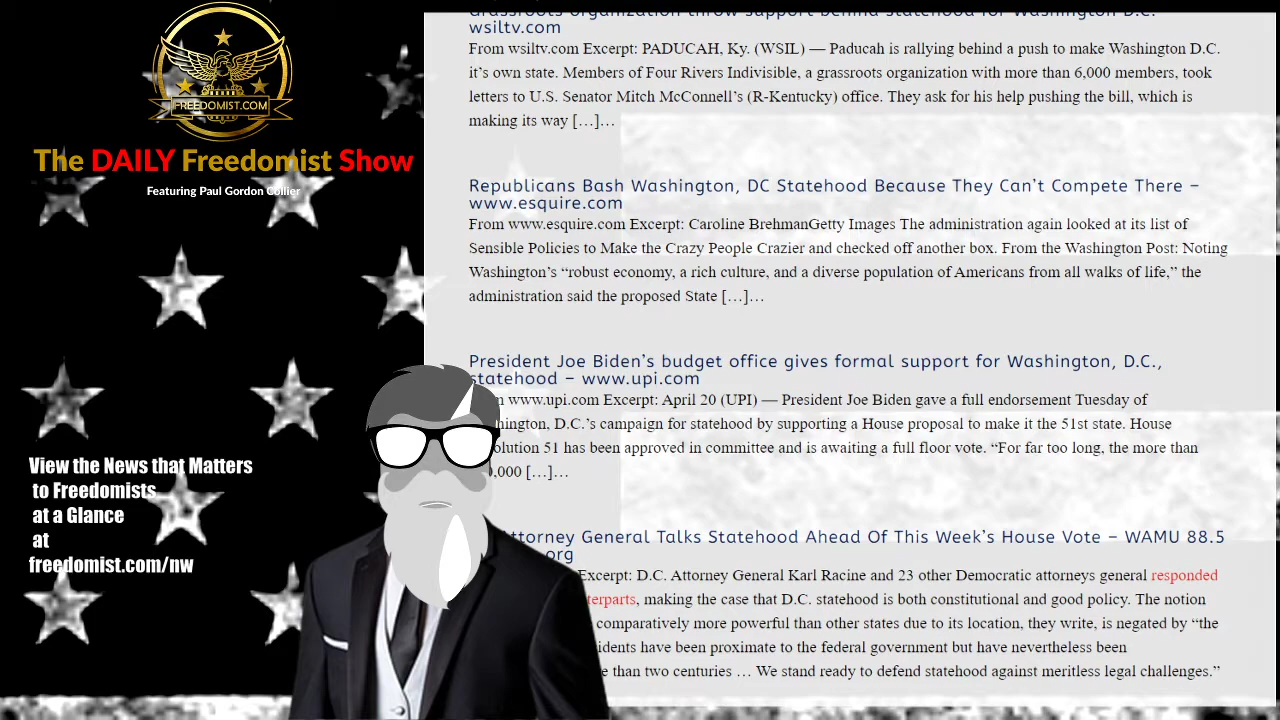 FREEDOMIST.COM
The DAILY Freedomist Show
Featuring Paul Gordon Collier
View the News that Matters
to Freedomists
at a Glance
at
freedomist.com/nw
Grassroots organization throw support behind statehood for Washington D.C.
wsiltv.com
From wsiltv.com Excerpt: PADUCAH, Ky. (WSIL) — Paducah is rallying behind a push to make Washington D.C.
it’s own state. Members of Four Rivers Indivisible, a grassroots organization with more than 6,000 members, took
letters to U.S. Senator Mitch McConnell’s (R-Kentucky) office. They ask for his help pushing the bill, which is
making its way […]…
Republicans Bash Washington, DC Statehood Because They Can’t Compete There –
www.esquire.com
From www.esquire.com Excerpt: Caroline BrehmanGetty Images The administration again looked at its list of
Sensible Policies to Make the Crazy People Crazier and checked off another box. From the Washington Post: Noting
Washington’s “robust economy, a rich culture, and a diverse population of Americans from all walks of life,” the
administration said the proposed State […]…
President Joe Biden’s budget office gives formal support for Washington, D.C.,
statehood – www.upi.com
www.upi.com Excerpt: April 20 (UPI) — President Joe Biden gave a full endorsement Tuesday of
hington, D.C.’s campaign for statehood by supporting a House proposal to make it the 51st state. House
olution 51 has been approved in committee and is awaiting a full floor vote. “For far too long, the more than
,000 […]…
Attorney General Talks Statehood Ahead Of This Week’s House Vote – WAMU 88.5
.org
Excerpt: D.C. Attorney General Karl Racine and 23 other Democratic attorneys general responded
terparts, making the case that D.C. statehood is both constitutional and good policy. The notion
comparatively more powerful than other states due to its location, they write, is negated by “the
idents have been proximate to the federal government but have nevertheless been
e than two centuries … We stand ready to defend statehood against meritless legal challenges.”